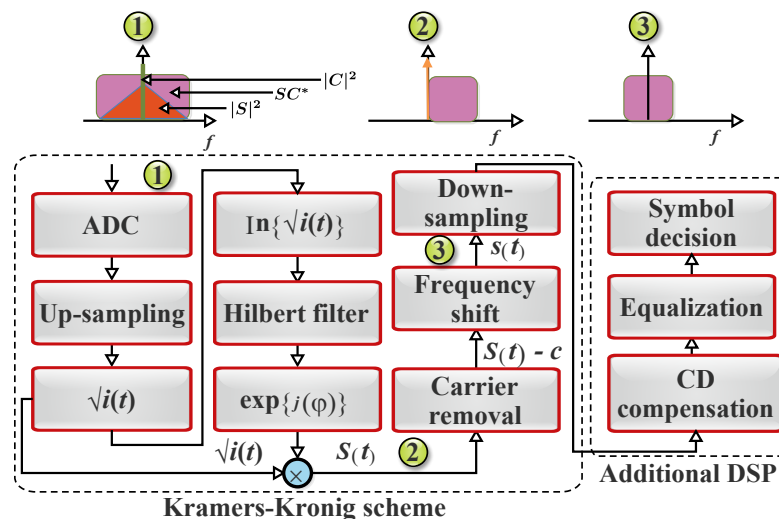 1
2
3
|C|²
SC*
|S|²
f
f
f
1
ADC
Up-sampling
√i(t)
In{√i(t)}
Hilbert filter
exp{j(φ)}
√i(t)
×
S(t)
2
Carrier
removal
S(t) - c
Frequency
shift
3
s(t)
Down-
sampling
Symbol
decision
Equalization
CD
compensation
Additional DSP
Kramers-Kronig scheme